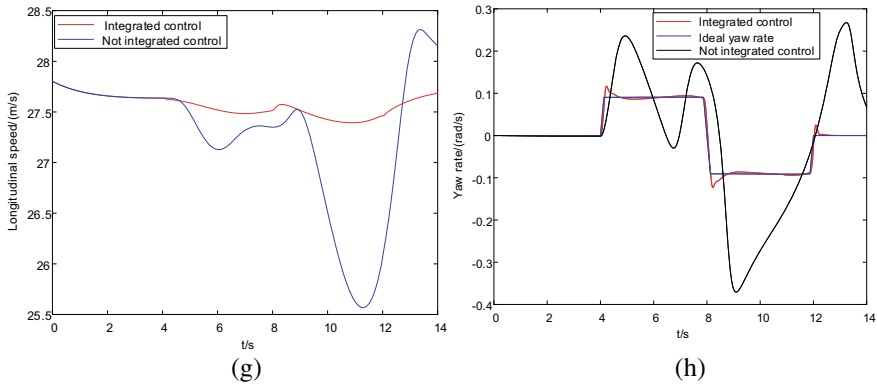 28.5
28
27.5
27
26.5
26
25.5
Longitudinal speed/(m/s)
Integrated control
Not integrated control
0 2 4 6 8 10 12 14
t/s
(g)
0.3
0.2
0.1
0
-0.1
-0.2
-0.3
-0.4
Yaw rate/(rad/s)
Integrated control
Ideal yaw rate
Not integrated control
0 2 4 6 8 10 12 14
t/s
(h)